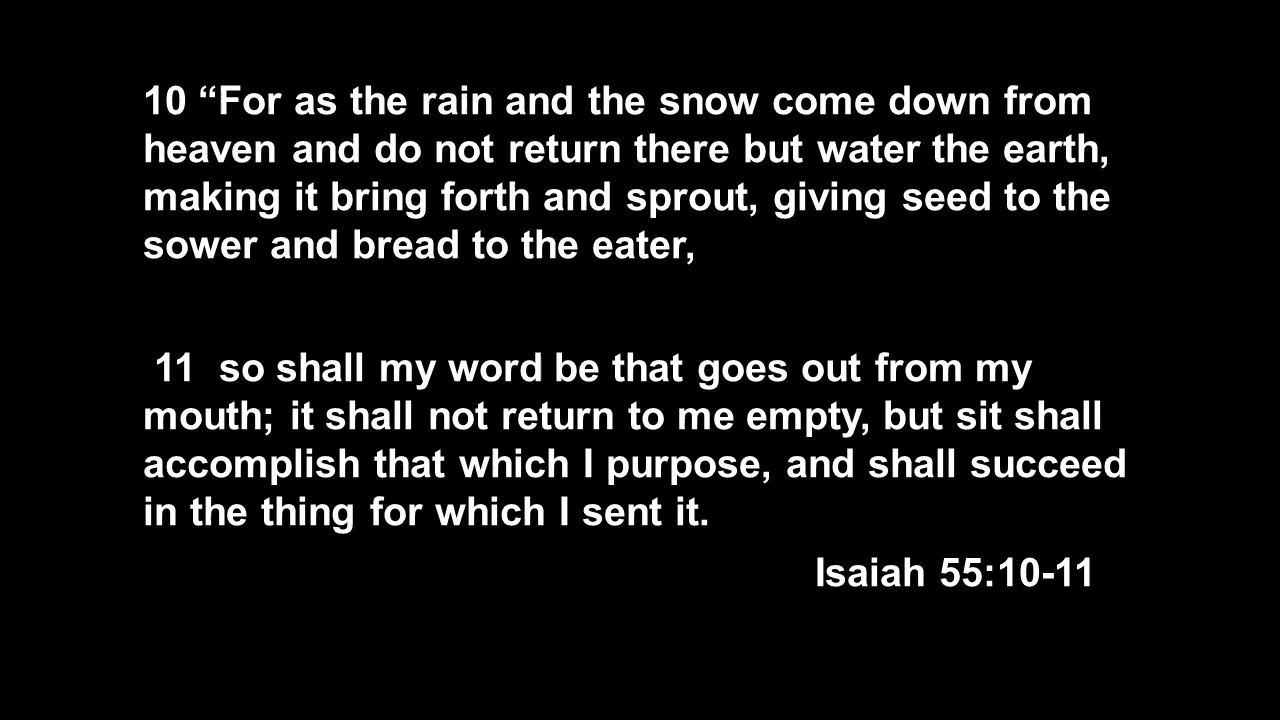 10 “For as the rain and the snow come down from
heaven and do not return there but water the earth,
making it bring forth and sprout, giving seed to the
sower and bread to the eater,
11 so shall my word be that goes out from my
mouth; it shall not return to me empty, but sit shall
accomplish that which I purpose, and shall succeed
in the thing for which I sent it.
Isaiah 55:10-11